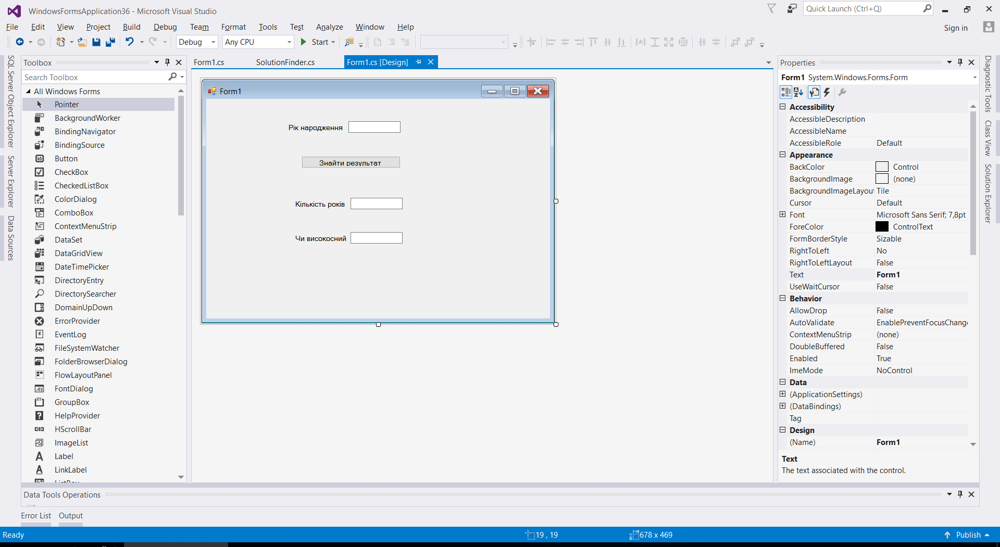 WindowsFormsApplication36 - Microsoft Visual Studio
Quick Launch (Ctrl+Q)
File Edit View Project Build Debug Team Format Tools Test Analyze Window Help
Sign in
Debug Any CPU Start
SQL Server Object Explorer
Server Explorer
Data Sources
Toolbox
Search Toolbox
All Windows Forms
Pointer
BackgroundWorker
BindingNavigator
BindingSource
Button
CheckBox
CheckedListBox
ColorDialog
ComboBox
ContextMenuStrip
DataSet
DataGridView
DateTimePicker
DirectoryEntry
DirectorySearcher
DomainUpDown
ErrorProvider
EventLog
FileSystemWatcher
FolderBrowserDialog
FlowLayoutPanel
FontDialog
GroupBox
HelpProvider
HScrollBar
ImageList
Label
LinkLabel
Form1.cs SolutionFinder.cs Form1.cs [Design]
Form1
Рік народження
Знайти результат
Кількість років
Чи високосний
Properties
Form1 System.Windows.Forms.Form
Accessibility
AccessibleDescription
AccessibleName
AccessibleRole Default
Appearance
BackColor Control
BackgroundImage (none)
BackgroundImageLayout Tile
Cursor Default
Font Microsoft Sans Serif; 7,8pt
ForeColor ControlText
FormBorderStyle Sizable
RightToLeft No
RightToLeftLayout False
Text Form1
UseWaitCursor False
Behavior
AllowDrop False
AutoValidate EnablePreventFocusChange
ContextMenuStrip (none)
DoubleBuffered False
Enabled True
ImeMode NoControl
Data
(ApplicationSettings)
(DataBindings)
Tag
Design
(Name) Form1
Text
The text associated with the control.
Diagnostic Tools
Class View
Solution Explorer
Data Tools Operations
Error List Output
Ready 19 , 19 678 x 469 Publish